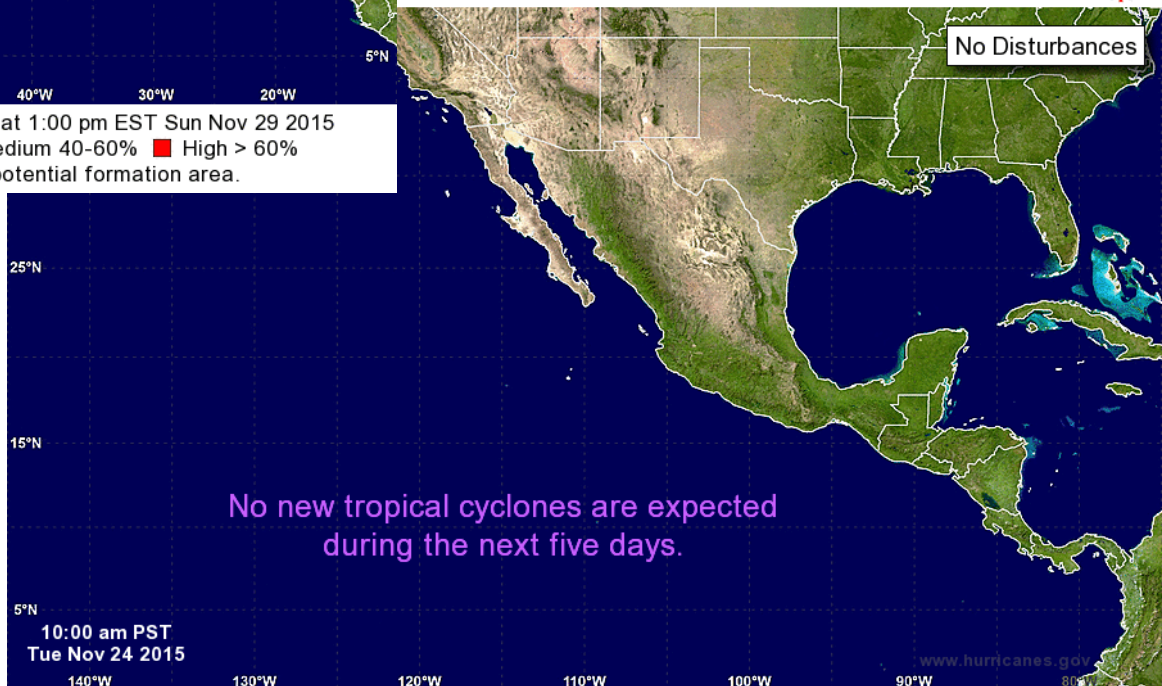 5°N
40°W 30°W 20°W
at 1:00 pm EST Sun Nov 29 2015
edium 40-60% High > 60%
potential formation area.
No Disturbances
25°N
15°N
No new tropical cyclones are expected
during the next five days.
5°N
10:00 am PST
Tue Nov 24 2015
www.hurricanes.gov
140°W 130°W 120°W 110°W 100°W 90°W 80°W